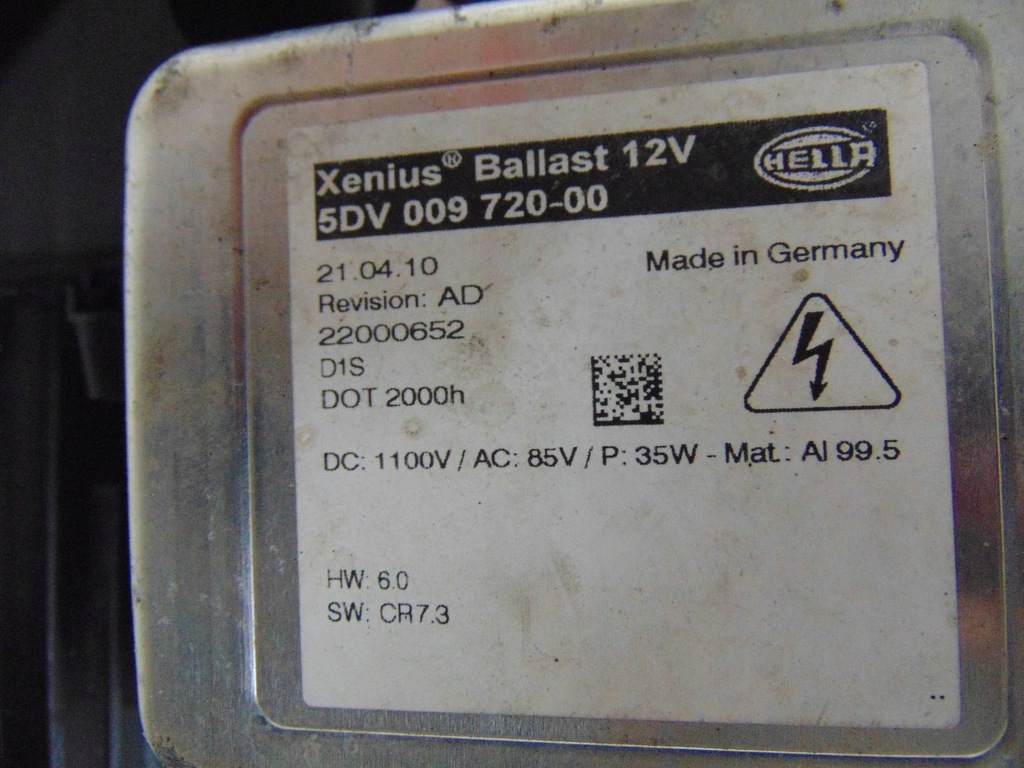 Xenius® Ballast 12V
HELLA
5DV 009 720-00
21.04.10
Made in Germany
Revision: AD
22000652
D1S
DOT 2000h
DC: 1100V / AC: 85V / P: 35W - Mat.: Al 99.5
HW: 6.0
SW: CR7.3